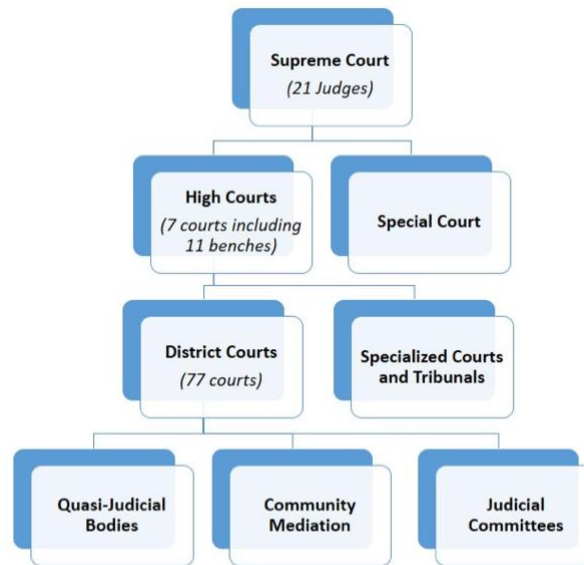 Supreme Court
(21 Judges)
High Courts
(7 courts including
11 benches)
Special Court
District Courts
(77 courts)
Specialized Courts
and Tribunals
Quasi-Judicial
Bodies
Community
Mediation
Judicial
Committees